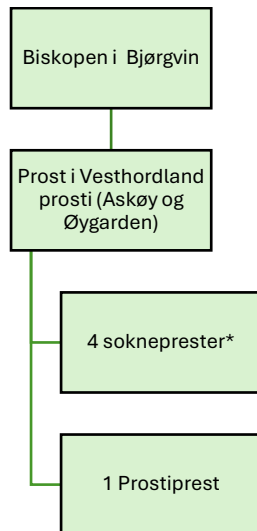 Biskopen i Bjørgvin
Prost i Vesthordland
prosti (Askøy og
Øygarden)
4 sokneprester*
1 Prostiprest